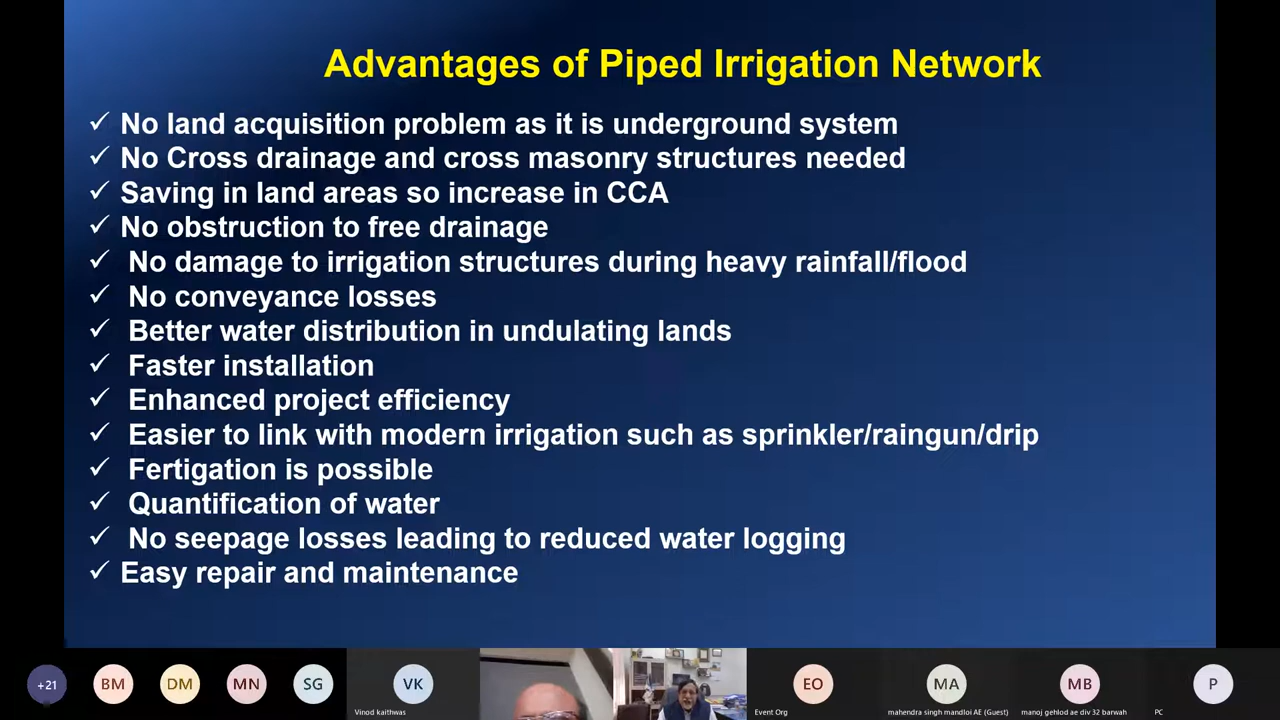 Advantages of Piped Irrigation Network
✓ No land acquisition problem as it is underground system
✓ No Cross drainage and cross masonry structures needed
✓ Saving in land areas so increase in CCA
✓ No obstruction to free drainage
✓ No damage to irrigation structures during heavy rainfall/flood
✓ No conveyance losses
✓ Better water distribution in undulating lands
✓ Faster installation
✓ Enhanced project efficiency
✓ Easier to link with modern irrigation such as sprinkler/raingun/drip
✓ Fertigation is possible
✓ Quantification of water
✓ No seepage losses leading to reduced water logging
✓ Easy repair and maintenance
+21 BM DM MN SG VK EO MA MB P
Vinod kaithwas Event Org mahendra singh mandloi AE (Guest) manoj gehlod ae div 32 barwah PC